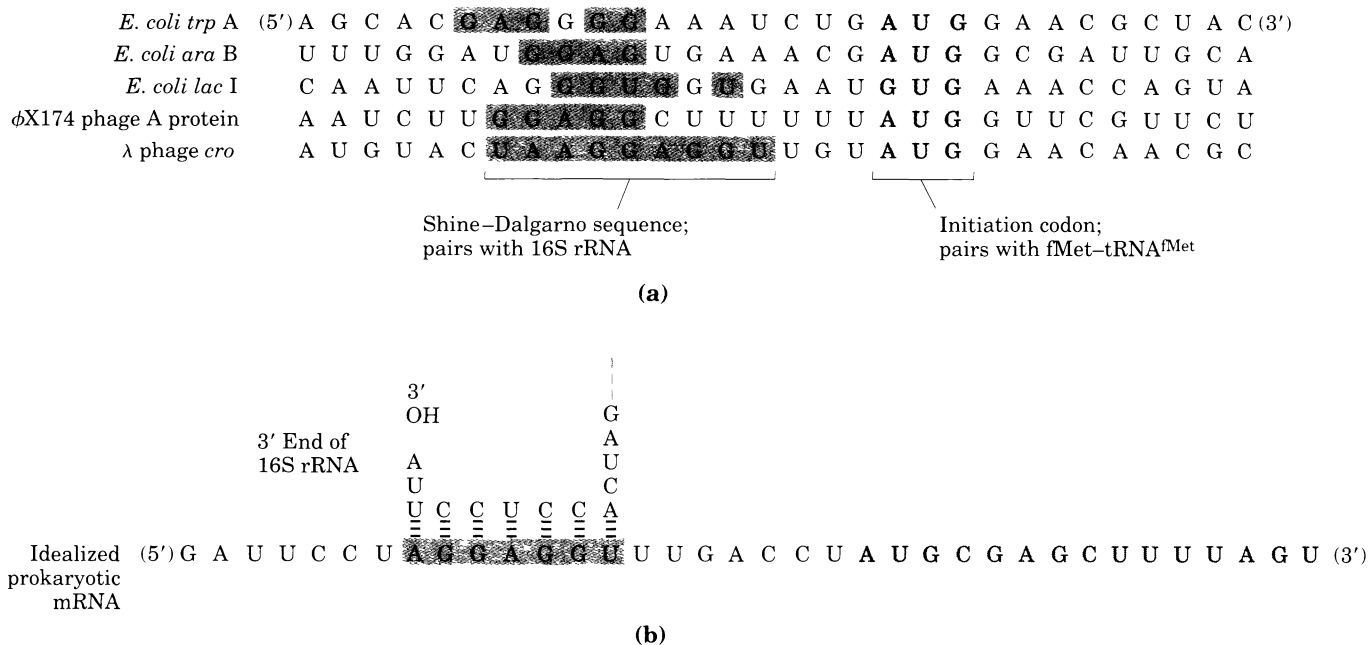 E. coli trp A (5′) A G C A C G A G G G G A A A U C U G A U G G A A C G C U A C (3′)
E. coli ara B U U U G G A U G G A G U G A A A C G A U G G C G A U U G C A
E. coli lac I C A A U U C A G G G U G G U G A A U G U G A A A C C A G U A
ϕX174 phage A protein A A U C U U G G A G G C U U U U U U A U G G U U C G U U C U
λ phage cro A U G U A C U A A G G A G G U U G U A U G G A A C A A C G C
Shine–Dalgarno sequence;
pairs with 16S rRNA
Initiation codon;
pairs with fMet–tRNAfMet
(a)
3′
OH
G
A
3′ End of
16S rRNA
A
U
U
C
U C C U C C A
Idealized
prokaryotic
mRNA
(5′) G A U U C C U A G G A G G U U U G A C C U A U G C G A G C U U U U A G U (3′)
(b)